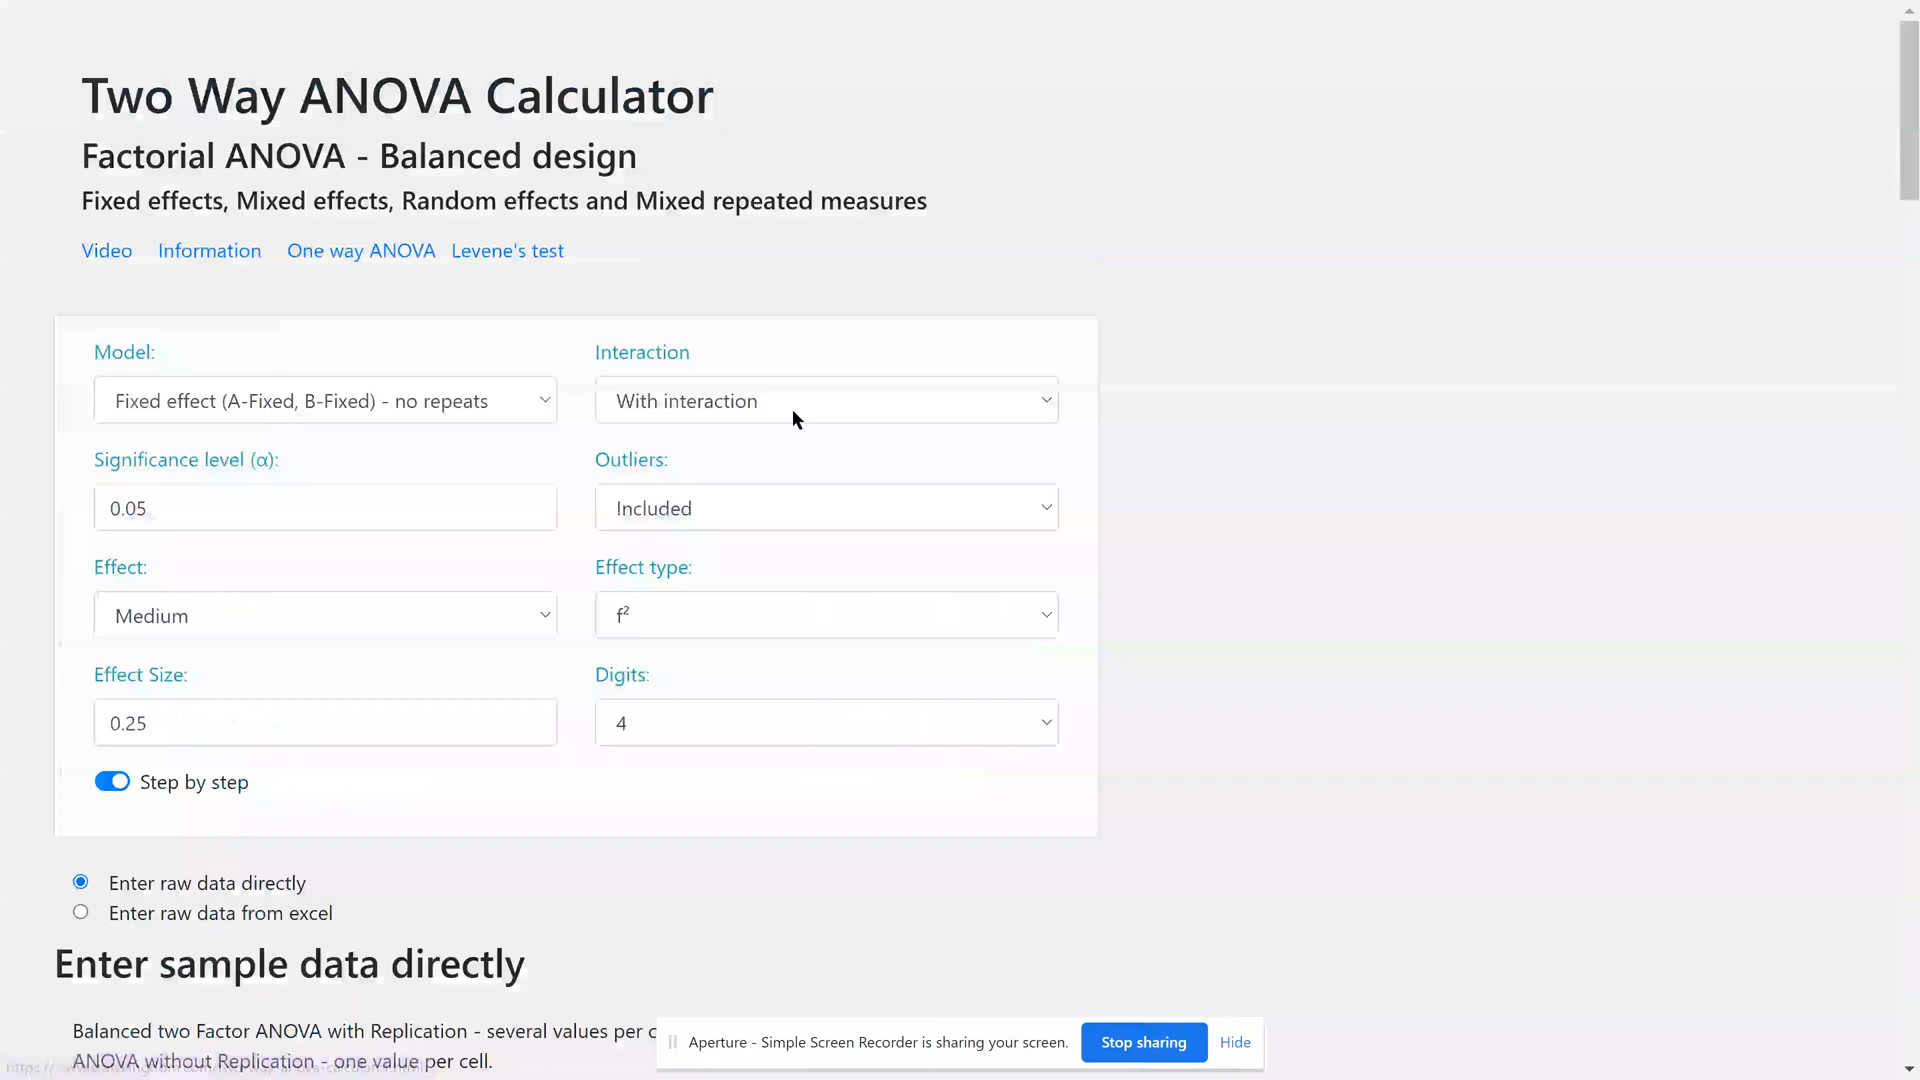 Two Way ANOVA Calculator
Factorial ANOVA - Balanced design
Fixed effects, Mixed effects, Random effects and Mixed repeated measures
Video Information One way ANOVA Levene's test
Model: Interaction
Fixed effect (A-Fixed, B-Fixed) - no repeats With interaction
Significance level (α): Outliers:
0.05 Included
Effect: Effect type:
Medium f²
Effect Size: Digits:
0.25 4
Step by step
Enter raw data directly
Enter raw data from excel
Enter sample data directly
Balanced two Factor ANOVA with Replication - several values per
ANOVA without Replication - one value per cell.
Aperture - Simple Screen Recorder is sharing your screen. Stop sharing Hide